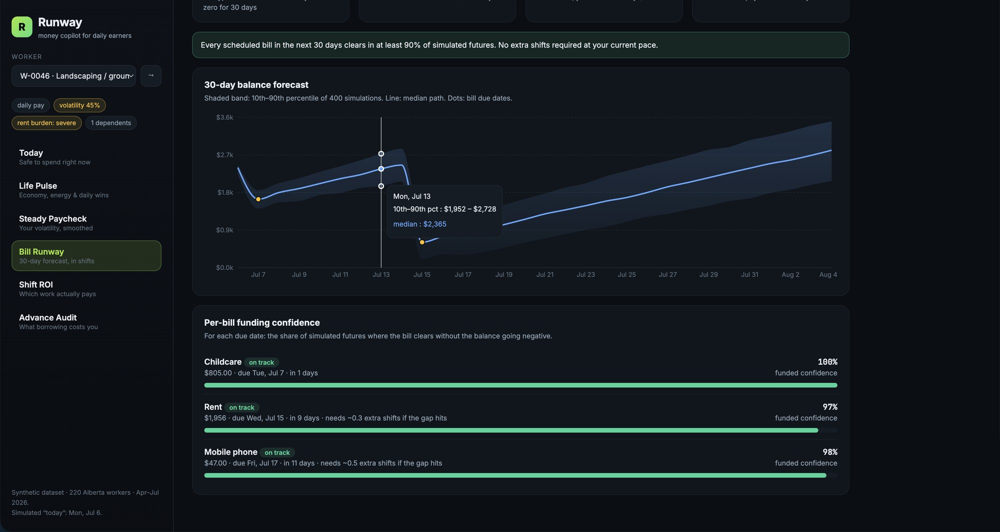 zero for 30 days
R
Runway
money copilot for daily earners
WORKER
W-0046 · Landscaping / groun
→
daily pay
volatility 45%
rent burden: severe
1 dependents
Today
Safe to spend right now
Life Pulse
Economy, energy & daily wins
Steady Paycheck
Your volatility, smoothed
Bill Runway
30-day forecast, in shifts
Shift ROI
Which work actually pays
Advance Audit
What borrowing costs you
Synthetic dataset · 220 Alberta workers · Apr–Jul
2026.
Simulated “today”: Mon, Jul 6.
Every scheduled bill in the next 30 days clears in at least 90% of simulated futures. No extra shifts required at your current pace.
30-day balance forecast
Shaded band: 10th–90th percentile of 400 simulations. Line: median path. Dots: bill due dates.
$3.6k
$2.7k
$1.8k
$0.9k
$0.0k
Mon, Jul 13
10th–90th pct : $1,952 – $2,728
median : $2,365
Jul 7 Jul 9 Jul 11 Jul 13 Jul 15 Jul 17 Jul 19 Jul 21 Jul 23 Jul 25 Jul 27 Jul 29 Jul 31 Aug 2 Aug 4
Per-bill funding confidence
For each due date: the share of simulated futures where the bill clears without the balance going negative.
Childcare on track 100%
$805.00 · due Tue, Jul 7 · in 1 days funded confidence
Rent on track 97%
$1,956 · due Wed, Jul 15 · in 9 days · needs ~0.3 extra shifts if the gap hits funded confidence
Mobile phone on track 98%
$47.00 · due Fri, Jul 17 · in 11 days · needs ~0.5 extra shifts if the gap hits funded confidence